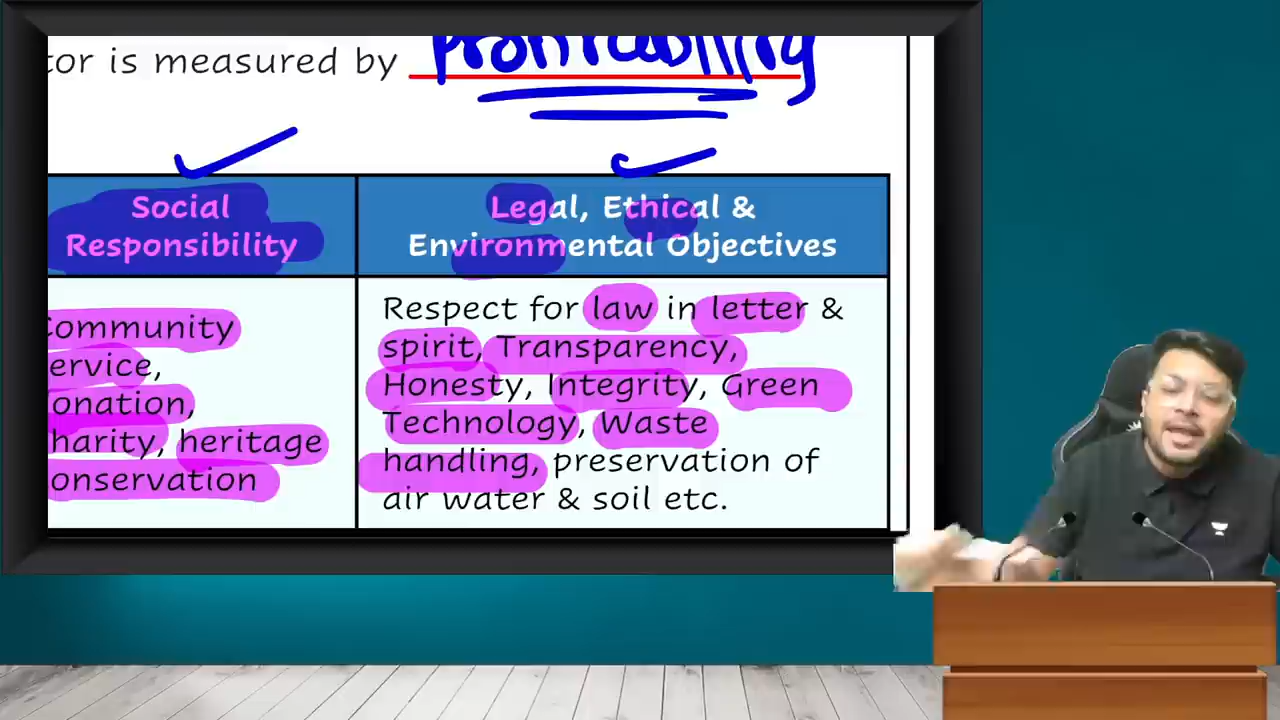 tor is measured by profitability
Social
Responsibility
Legal, Ethical &
Environmental Objectives
Community
ervice,
onation,
harity, heritage
onservation
Respect for law in letter &
spirit, Transparency,
Honesty, Integrity, Green
Technology, Waste
handling, preservation of
air water & soil etc.